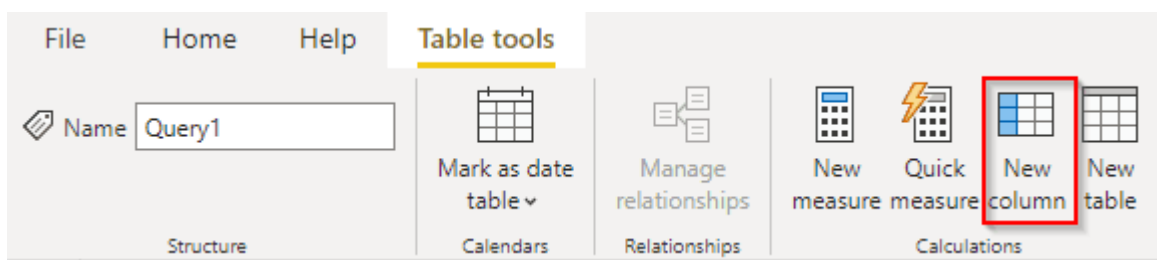 File Home Help Table tools
Name Query1
Mark as date table
Manage relationships
New measure
Quick measure
New column
New table
Structure Calendars Relationships Calculations